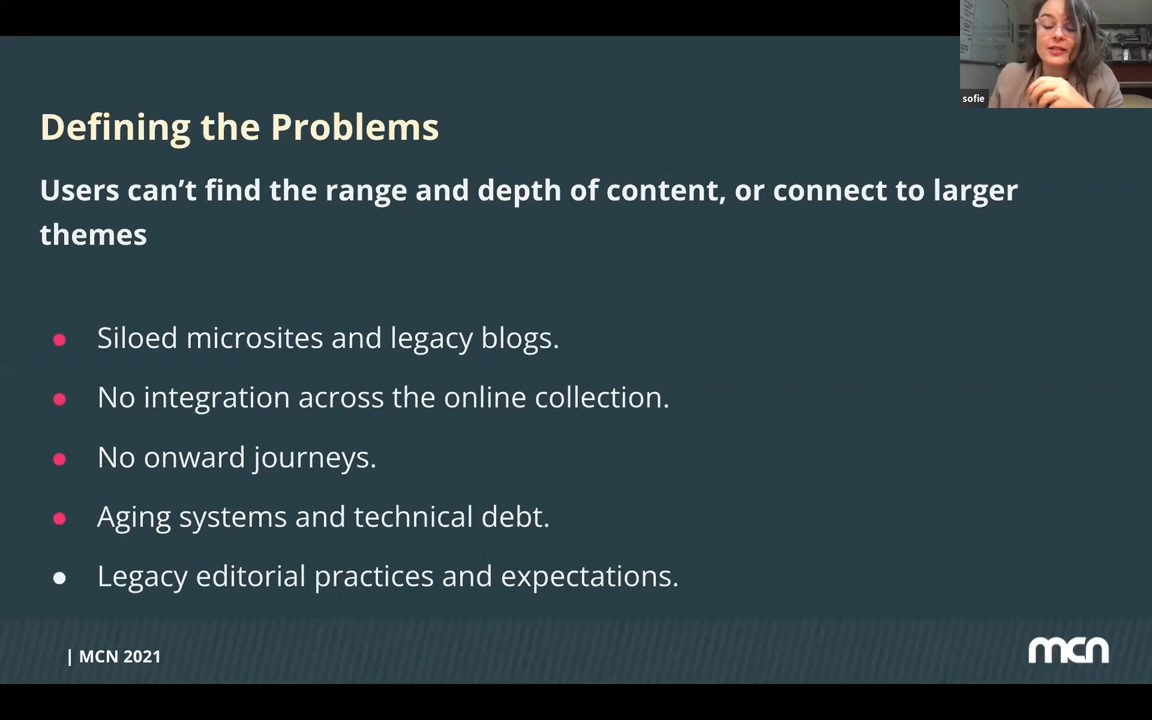 sofie
Defining the Problems
Users can’t find the range and depth of content, or connect to larger
themes
Siloed microsites and legacy blogs.
No integration across the online collection.
No onward journeys.
Aging systems and technical debt.
Legacy editorial practices and expectations.
| MCN 2021
mcn